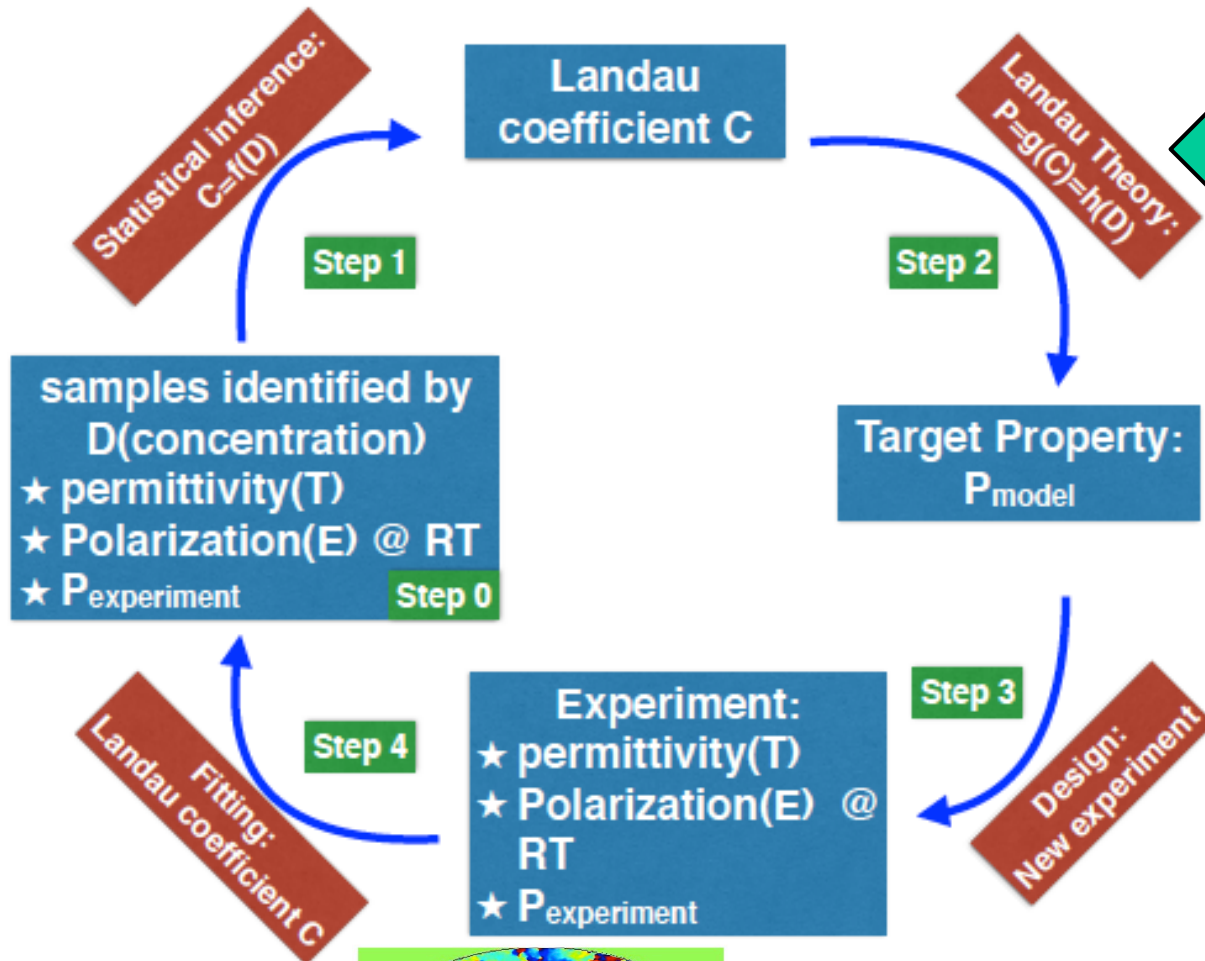 Statistical inference:
C=f(D)
Landau
coefficient C
Landau Theory:
P=g(C)=h(D)
Step 1
Step 2
samples identified by
D(concentration)
★ permittivity(T)
★ Polarization(E) @ RT
★ Pexperiment
Step 0
Target Property:
Pmodel
Step 3
Design:
New experiment
Experiment:
★ permittivity(T)
★ Polarization(E) @
RT
★ Pexperiment
Step 4
Fitting:
Landau coefficient C